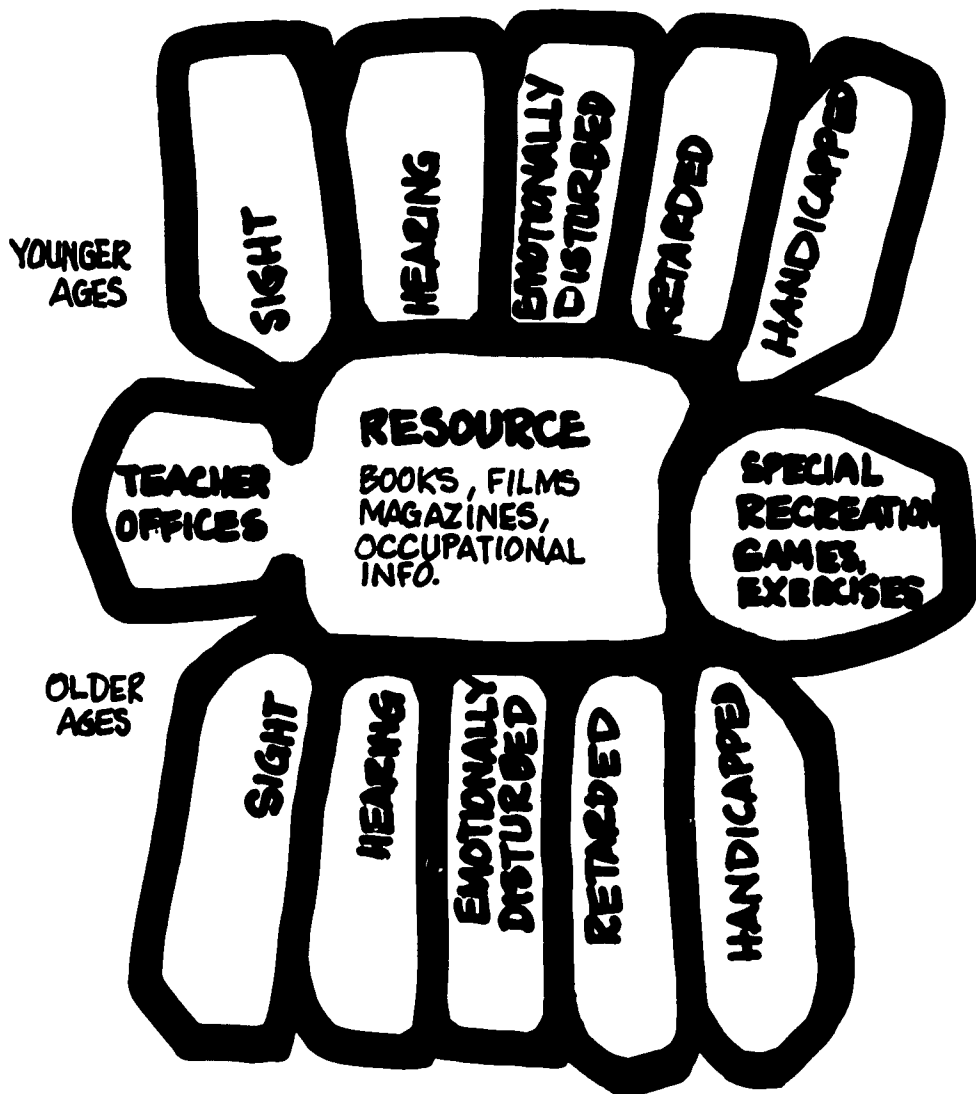 SIGHT
HEARING
EMOTIONALLY
DISTURBED
RETARDED
HANDICAPPED
YOUNGER
AGES
TEACHER
OFFICES
RESOURCE
BOOKS, FILMS
MAGAZINES,
OCCUPATIONAL
INFO.
SPECIAL
RECREATION
GAMES,
EXERCISES
OLDER
AGES
SIGHT
HEARING
EMOTIONALLY
DISTURBED
RETARDED
HANDICAPPED